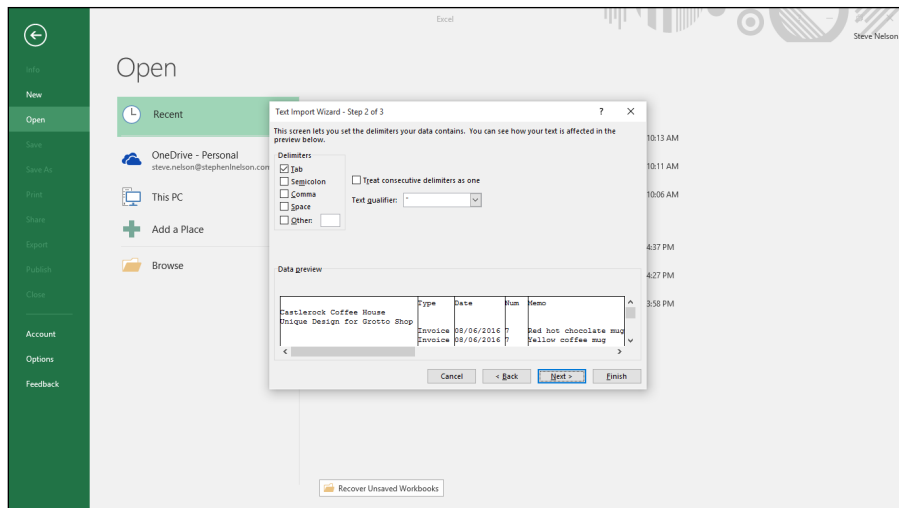 Excel
Steve Nelson
Info
New
Open
Save
Save As
Print
Share
Export
Publish
Close
Account
Options
Feedback
Open
Recent
OneDrive - Personal
steve.nelson@stephenlnelson.com
This PC
Add a Place
Browse
10:13 AM
10:11 AM
10:06 AM
4:37 PM
4:27 PM
3:58 PM
Text Import Wizard - Step 2 of 3
This screen lets you set the delimiters your data contains. You can see how your text is affected in the
preview below.
Delimiters
Tab
Semicolon
Comma
Space
Other:
Treat consecutive delimiters as one
Text qualifier: "
Data preview
Type Date Num Memo
Castlerock Coffee House
Unique Design for Grotto Shop
Invoice 08/06/2016 7 Red hot chocolate mug
Invoice 08/06/2016 7 Yellow coffee mug
Cancel < Back Next > Finish
Recover Unsaved Workbooks